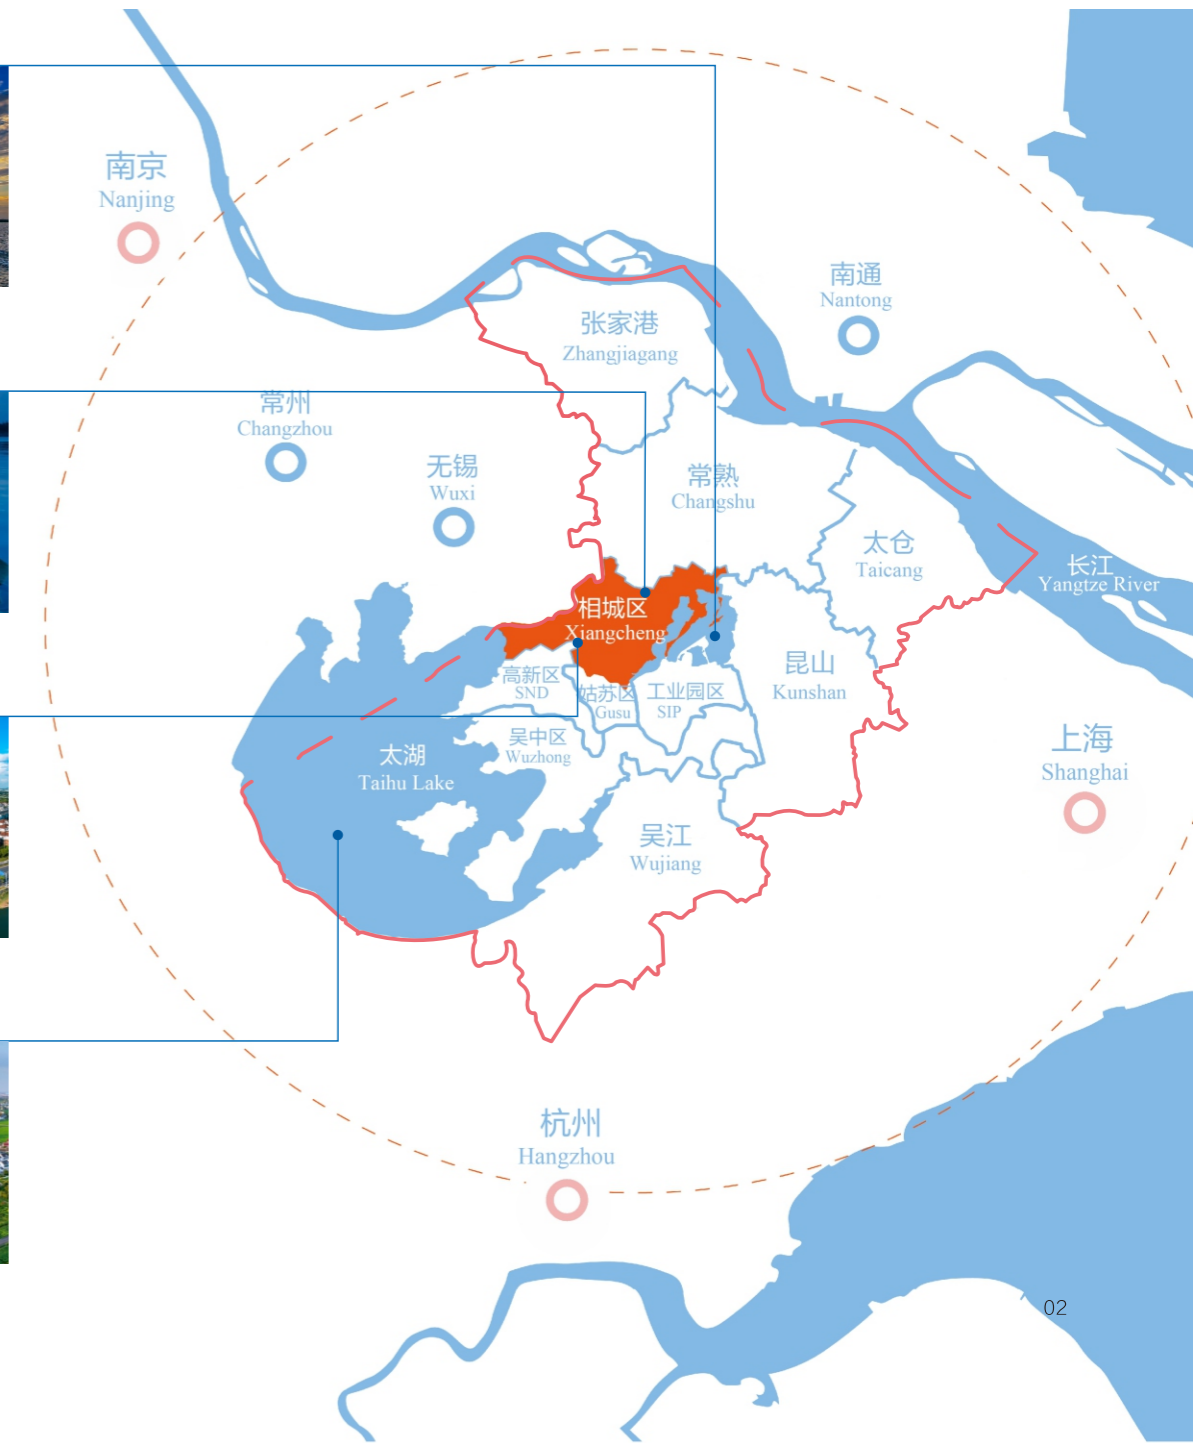 南京
Nanjing
南通
Nantong
张家港
Zhangjiagang
常州
Changzhou
无锡
Wuxi
常熟
Changshu
太仓
Taicang
长江
Yangtze River
相城区
Xiangcheng
昆山
Kunshan
高新区
SND
姑苏区
Gusu
工业园区
SIP
吴中区
Wuzhong
太湖
Taihu Lake
上海
Shanghai
吴江
Wujiang
杭州
Hangzhou
02